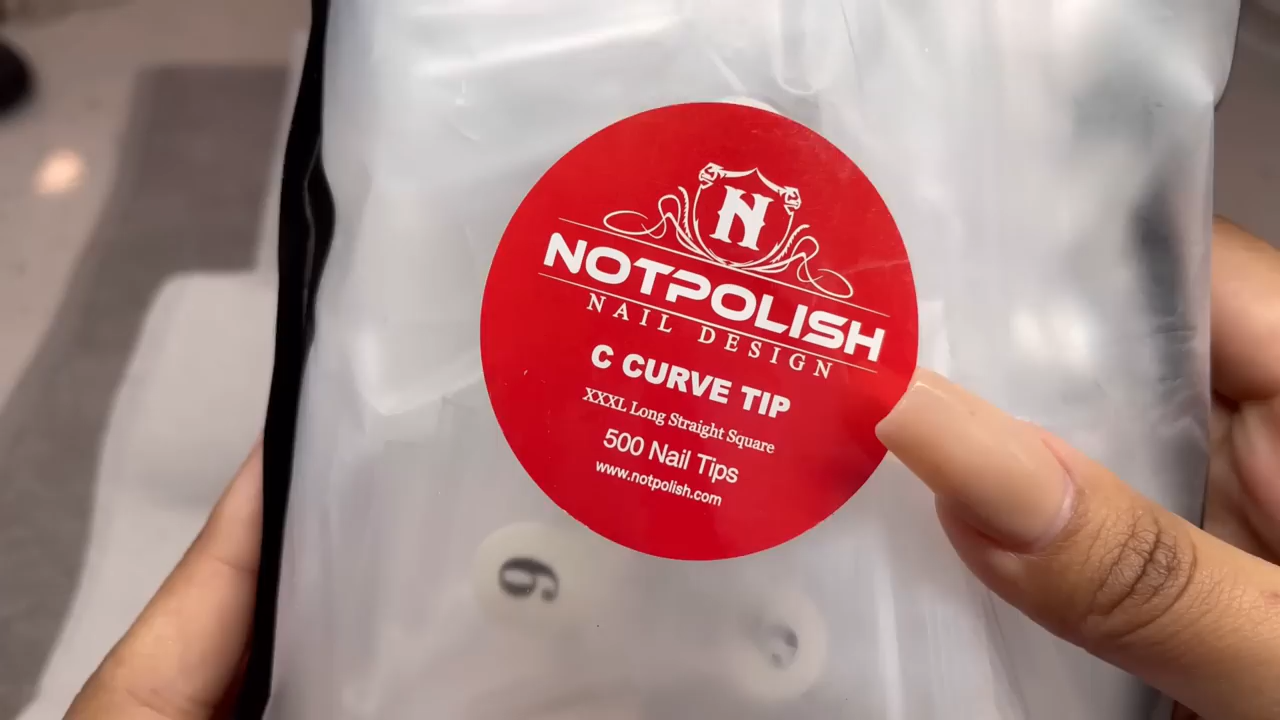 N
NOTPOLISH
NAIL DESIGN
C CURVE TIP
XXXL Long Straight Square
500 Nail Tips
www.notpolish.com
6